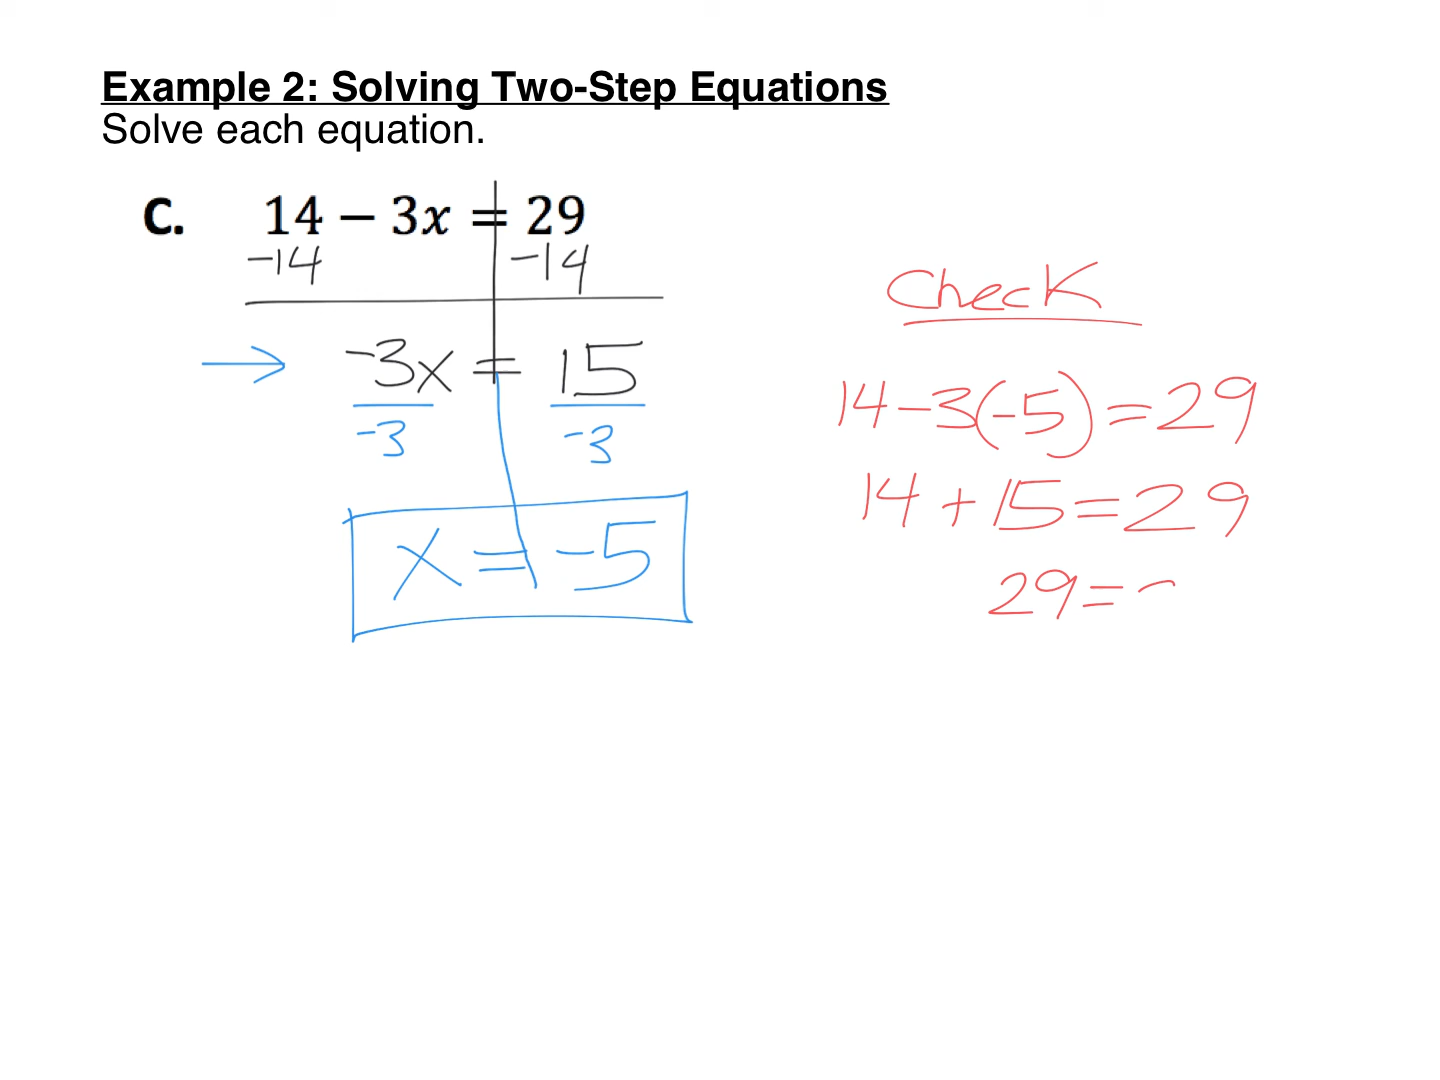 Example 2: Solving Two-Step Equations
Solve each equation.
C. 14 − 3x = 29
-14 -14
→ -3x = 15
-3 -3
x = -5
Check
14-3(-5)=29
14+15=29
29=